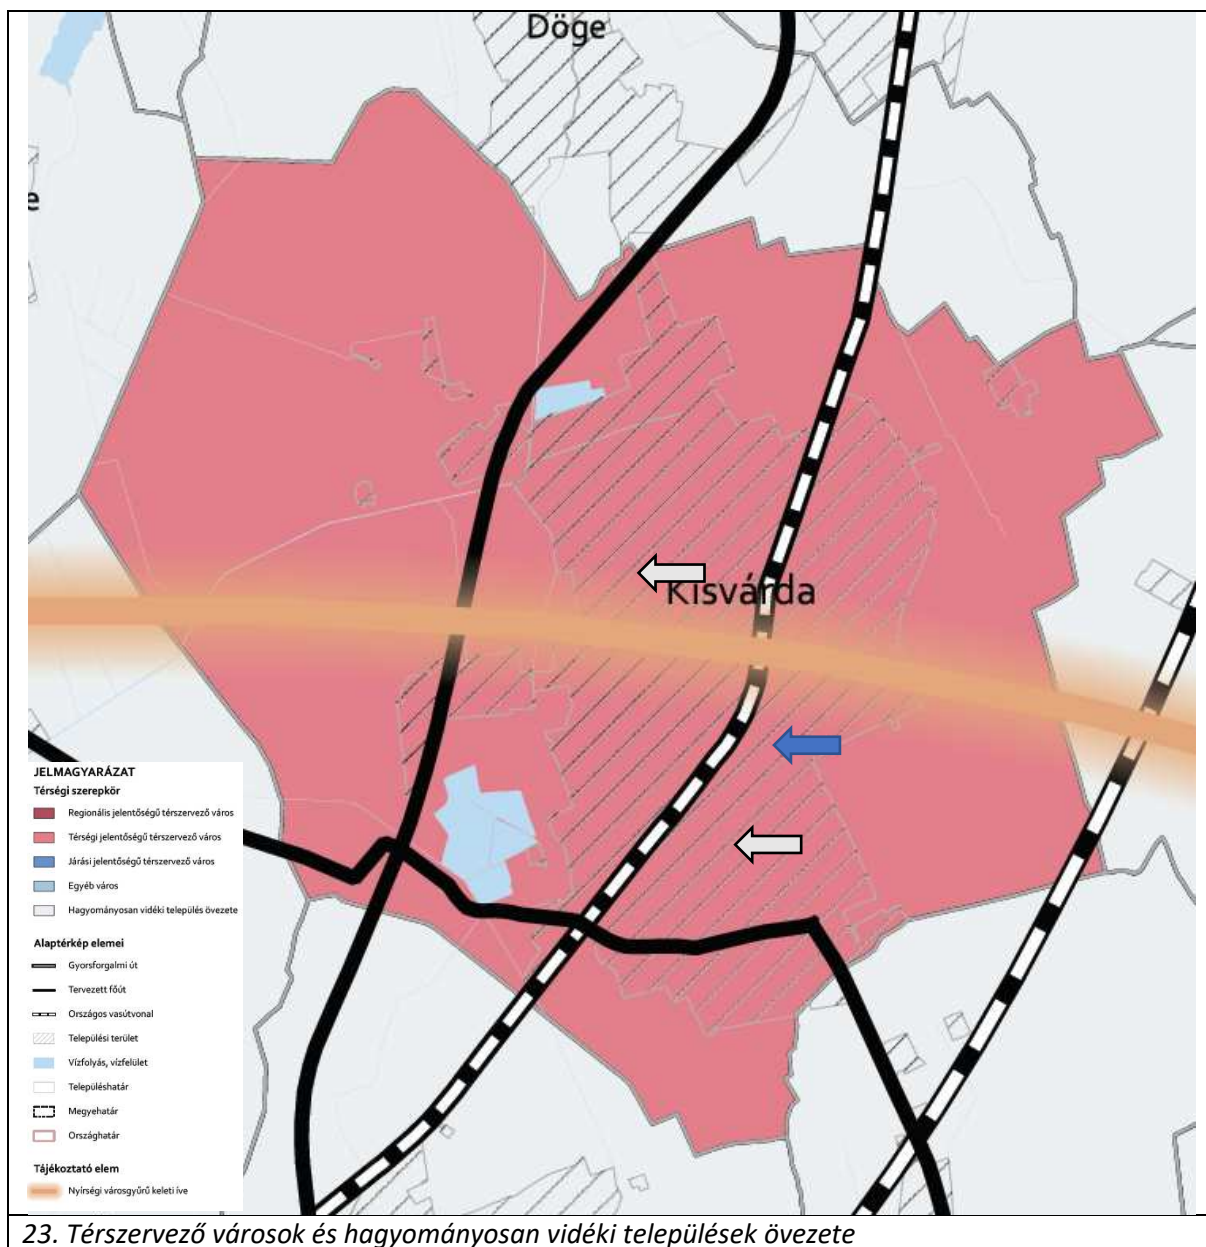 Döge
e
Kisvárda
JELMAGYARÁZAT
Térségi szerepkör
Regionális jelentőségű térszervező város
Térségi jelentőségű térszervező város
Járási jelentőségű térszervező város
Egyéb város
Hagyományosan vidéki település övezete
Alaptérkép elemei
Gyorsforgalmi út
Tervezett főút
Országos vasútvonal
Települési terület
Vízfolyás, vízfelület
Településhatár
Megyehatár
Országhatár
Tájékoztató elem
Nyírségi városgyűrű keleti íve
23. Térszervező városok és hagyományosan vidéki települések övezete